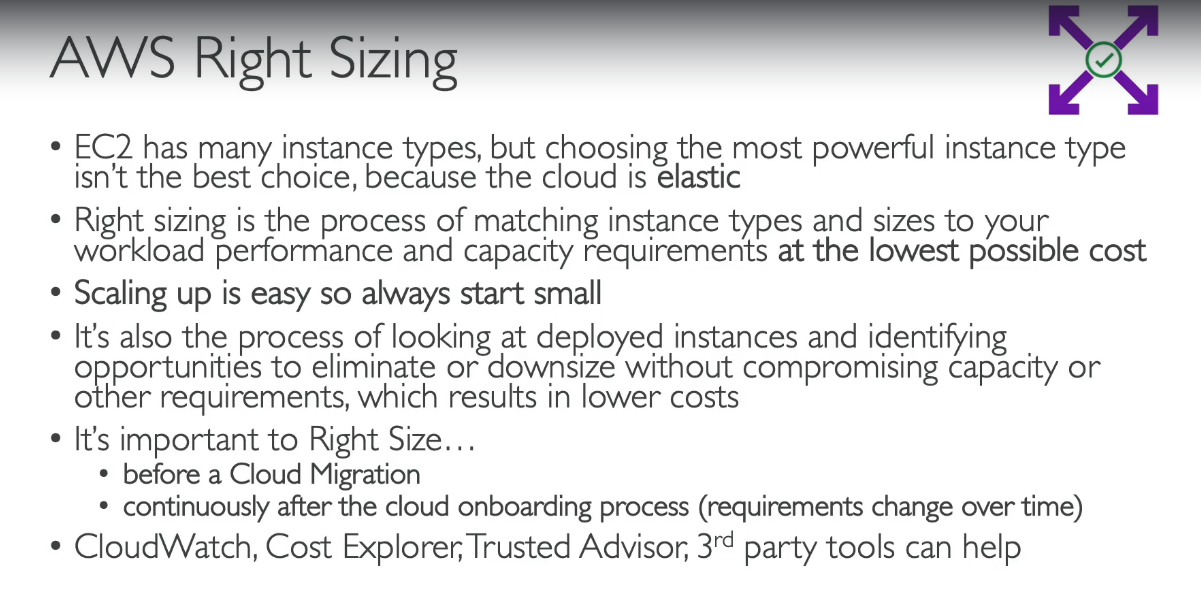 AWS Right Sizing
• EC2 has many instance types, but choosing the most powerful instance type
isn't the best choice, because the cloud is elastic
• Right sizing is the process of matching instance types and sizes to your
workload performance and capacity requirements at the lowest possible cost
• Scaling up is easy so always start small
• It's also the process of looking at deployed instances and identifying
opportunities to eliminate or downsize without compromising capacity or
other requirements, which results in lower costs
• It's important to Right Size…
• before a Cloud Migration
• continuously after the cloud onboarding process (requirements change over time)
• CloudWatch, Cost Explorer, Trusted Advisor, 3rd party tools can help